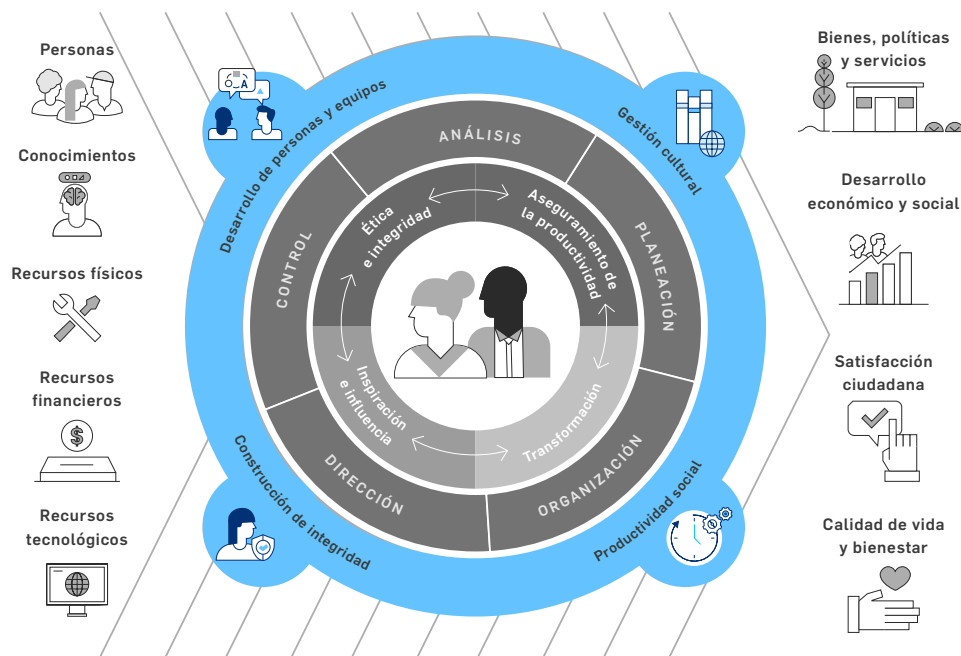 Personas
Conocimientos
Recursos físicos
Recursos
financieros
$
Recursos
tecnológicos
Desarrollo de personas y equipos
A
Gestión cultural
Construcción de integridad
Productividad social
ANÁLISIS
PLANEACIÓN
ORGANIZACIÓN
DIRECCIÓN
CONTROL
Ética
e integridad
Aseguramiento de
la productividad
Transformación
Inspiración
e influencia
Bienes, políticas
y servicios
Desarrollo
económico y social
Satisfacción
ciudadana
Calidad de vida
y bienestar